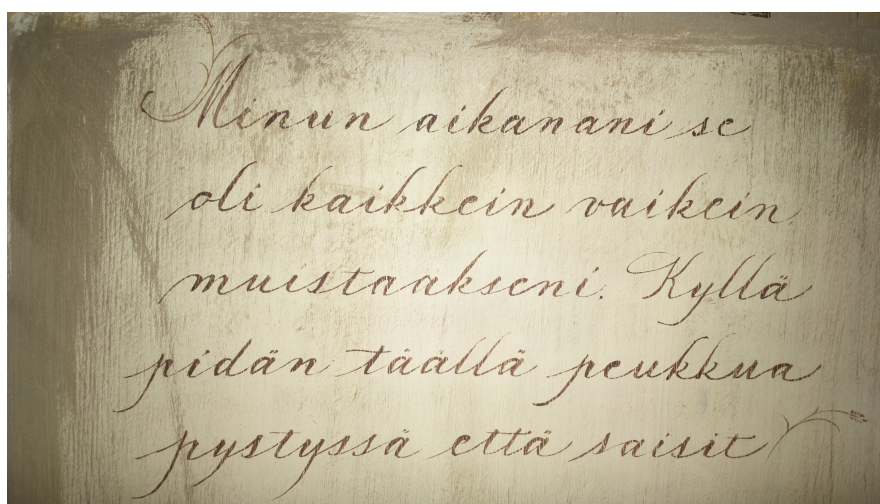 Minun aikanani se
oli kaikkein vaikein
muistaakseni. Kyllä
pidän täällä peukkua
pystyssä että saisit